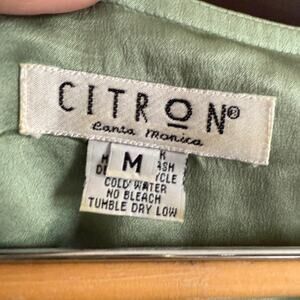 CITRON®
Santa Monica
M
COLD WATER
NO BLEACH
TUMBLE DRY LOW